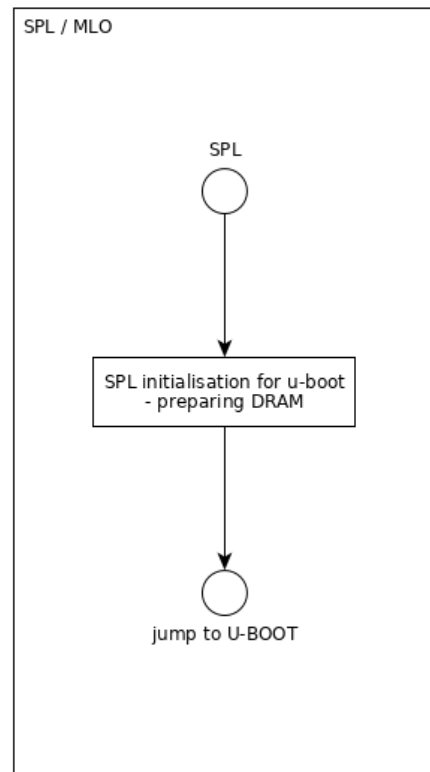 SPL / MLO
SPL
SPL initialisation for u-boot
- preparing DRAM
jump to U-BOOT